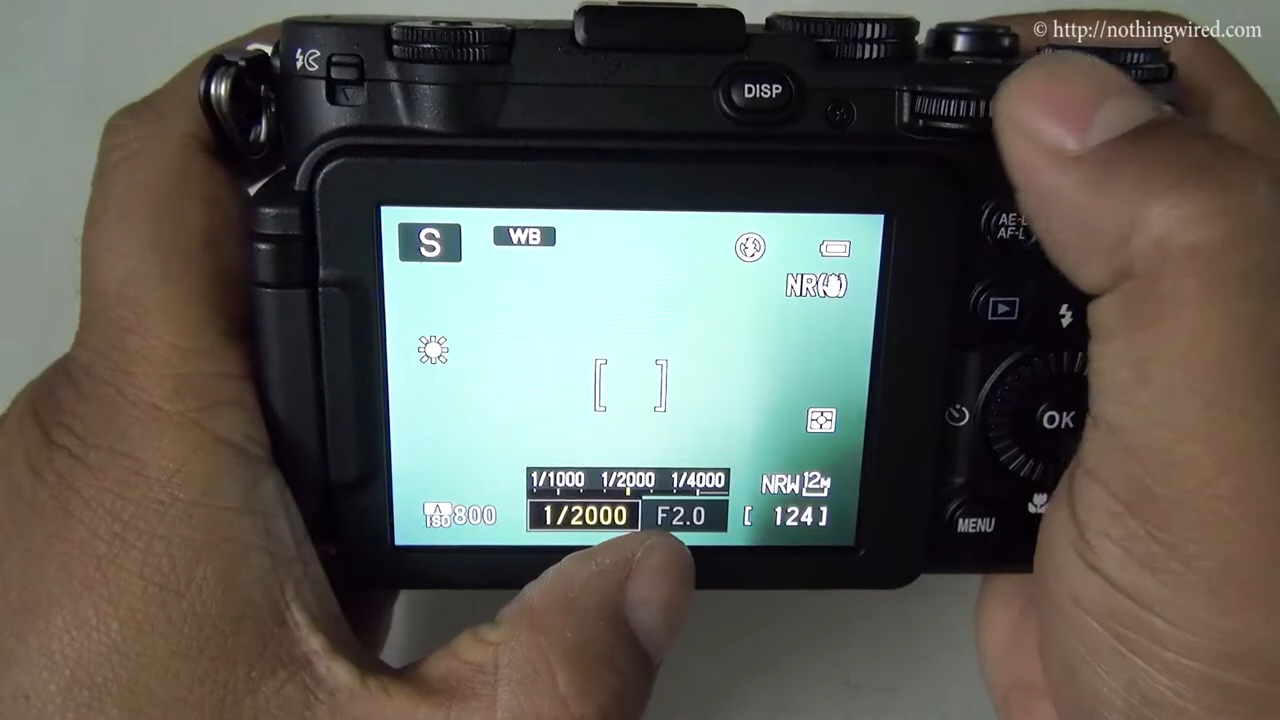 © http://nothingwired.com
DISP
S
WB
NR
AE-L
AF-L
1/1000 1/2000 1/4000
NRW 12M
A
ISO 800
1/2000 F2.0
[ 124]
OK
MENU